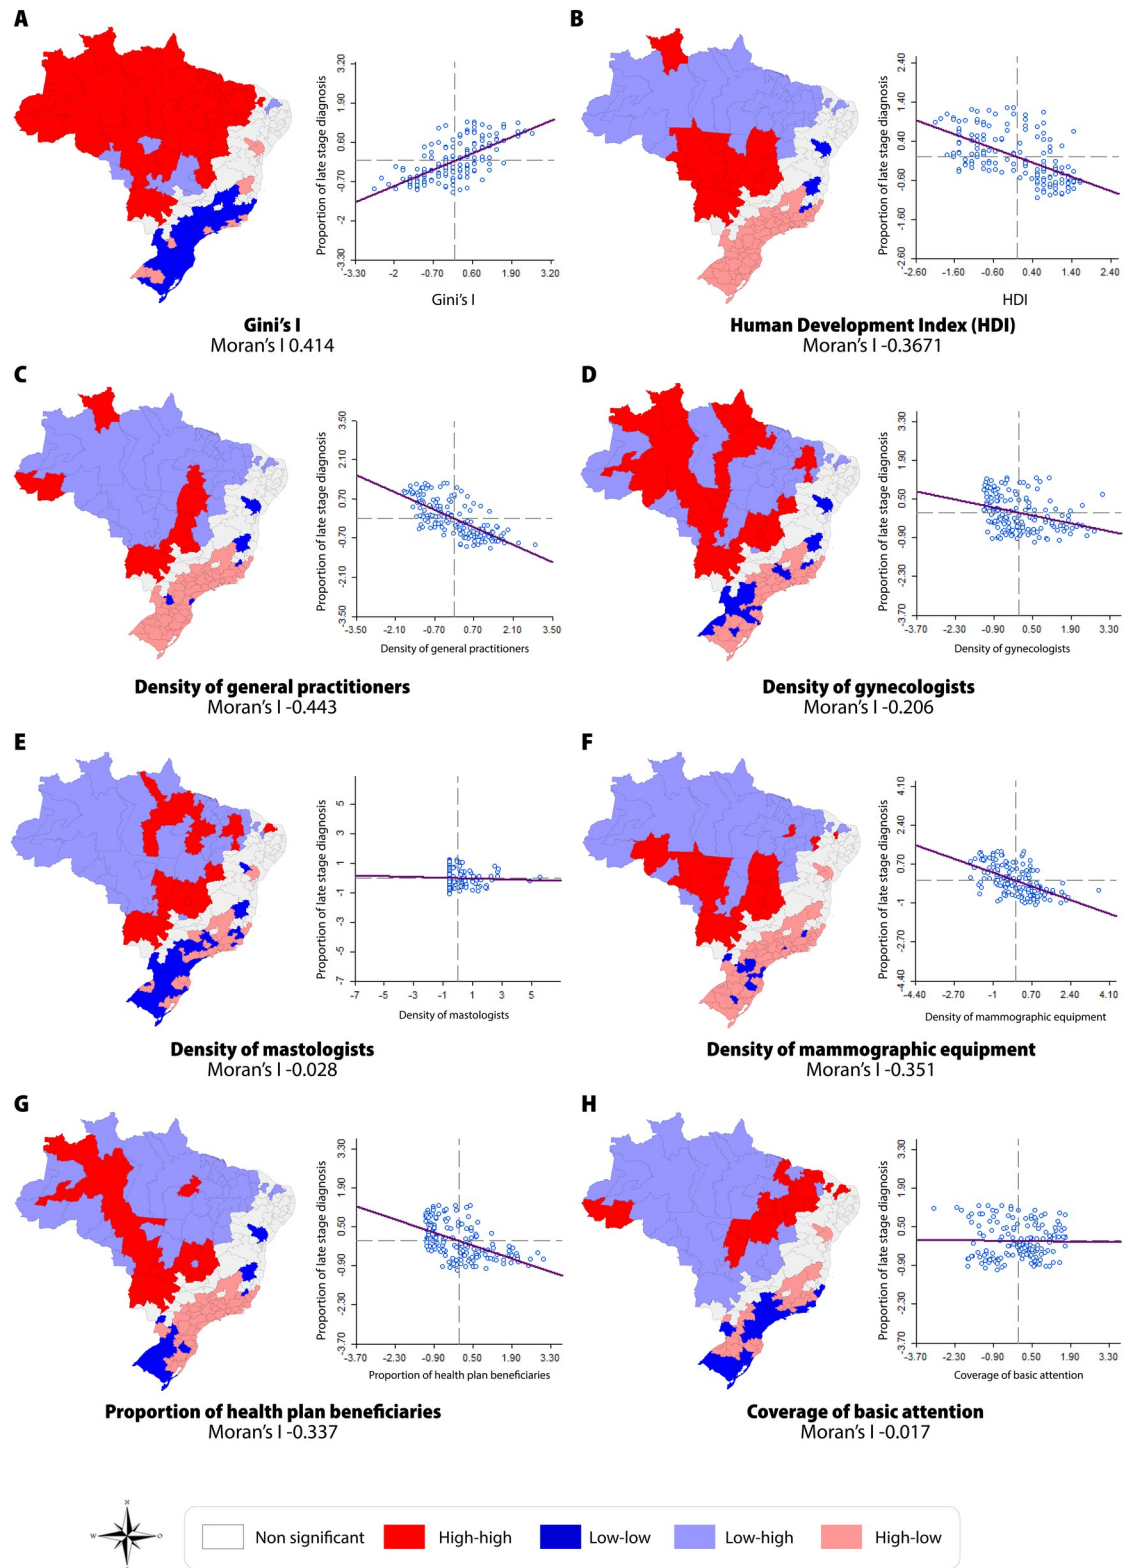 A
Proportion of late stage diagnosis
3.20
1.90
0.60
-0.70
-2
-3.30
-3.30 -2 -0.70 0.60 1.90 3.20
Gini's I
Gini's I
Moran's I 0.414
B
Proportion of late stage diagnosis
2.40
1.40
0.40
-0.60
-1.60
-2.60
-2.60 -1.60 -0.60 0.40 1.40 2.40
HDI
Human Development Index (HDI)
Moran's I -0.3671
C
Proportion of late stage diagnosis
3.50
2.10
0.70
-0.70
-2.10
-3.50
-3.50 -2.10 -0.70 0.70 2.10 3.50
Density of general practitioners
Density of general practitioners
Moran's I -0.443
D
Proportion of late stage diagnosis
3.30
1.90
0.50
-0.90
-2.30
-3.70
-3.70 -2.30 -0.90 0.50 1.90 3.30
Density of gynecologists
Density of gynecologists
Moran's I -0.206
E
Proportion of late stage diagnosis
5
3
1
-1
-3
-5
-7
-7 -5 -3 -1 1 3 5
Density of mastologists
Density of mastologists
Moran's I -0.028
F
Proportion of late stage diagnosis
4.10
2.40
0.70
-1
-2.70
-4.40
-4.40 -2.70 -1 0.70 2.40 4.10
Density of mammographic equipment
Density of mammographic equipment
Moran's I -0.351
G
Proportion of late stage diagnosis
3.30
1.90
0.50
-0.90
-2.30
-3.70
-3.70 -2.30 -0.90 0.50 1.90 3.30
Proportion of health plan beneficiaries
Proportion of health plan beneficiaries
Moran's I -0.337
H
Proportion of late stage diagnosis
3.30
1.90
0.50
-0.90
-2.30
-3.70
-3.70 -2.30 -0.90 0.50 1.90 3.30
Coverage of basic attention
Coverage of basic attention
Moran's I -0.017
N
W O
Non significant High-high Low-low Low-high High-low